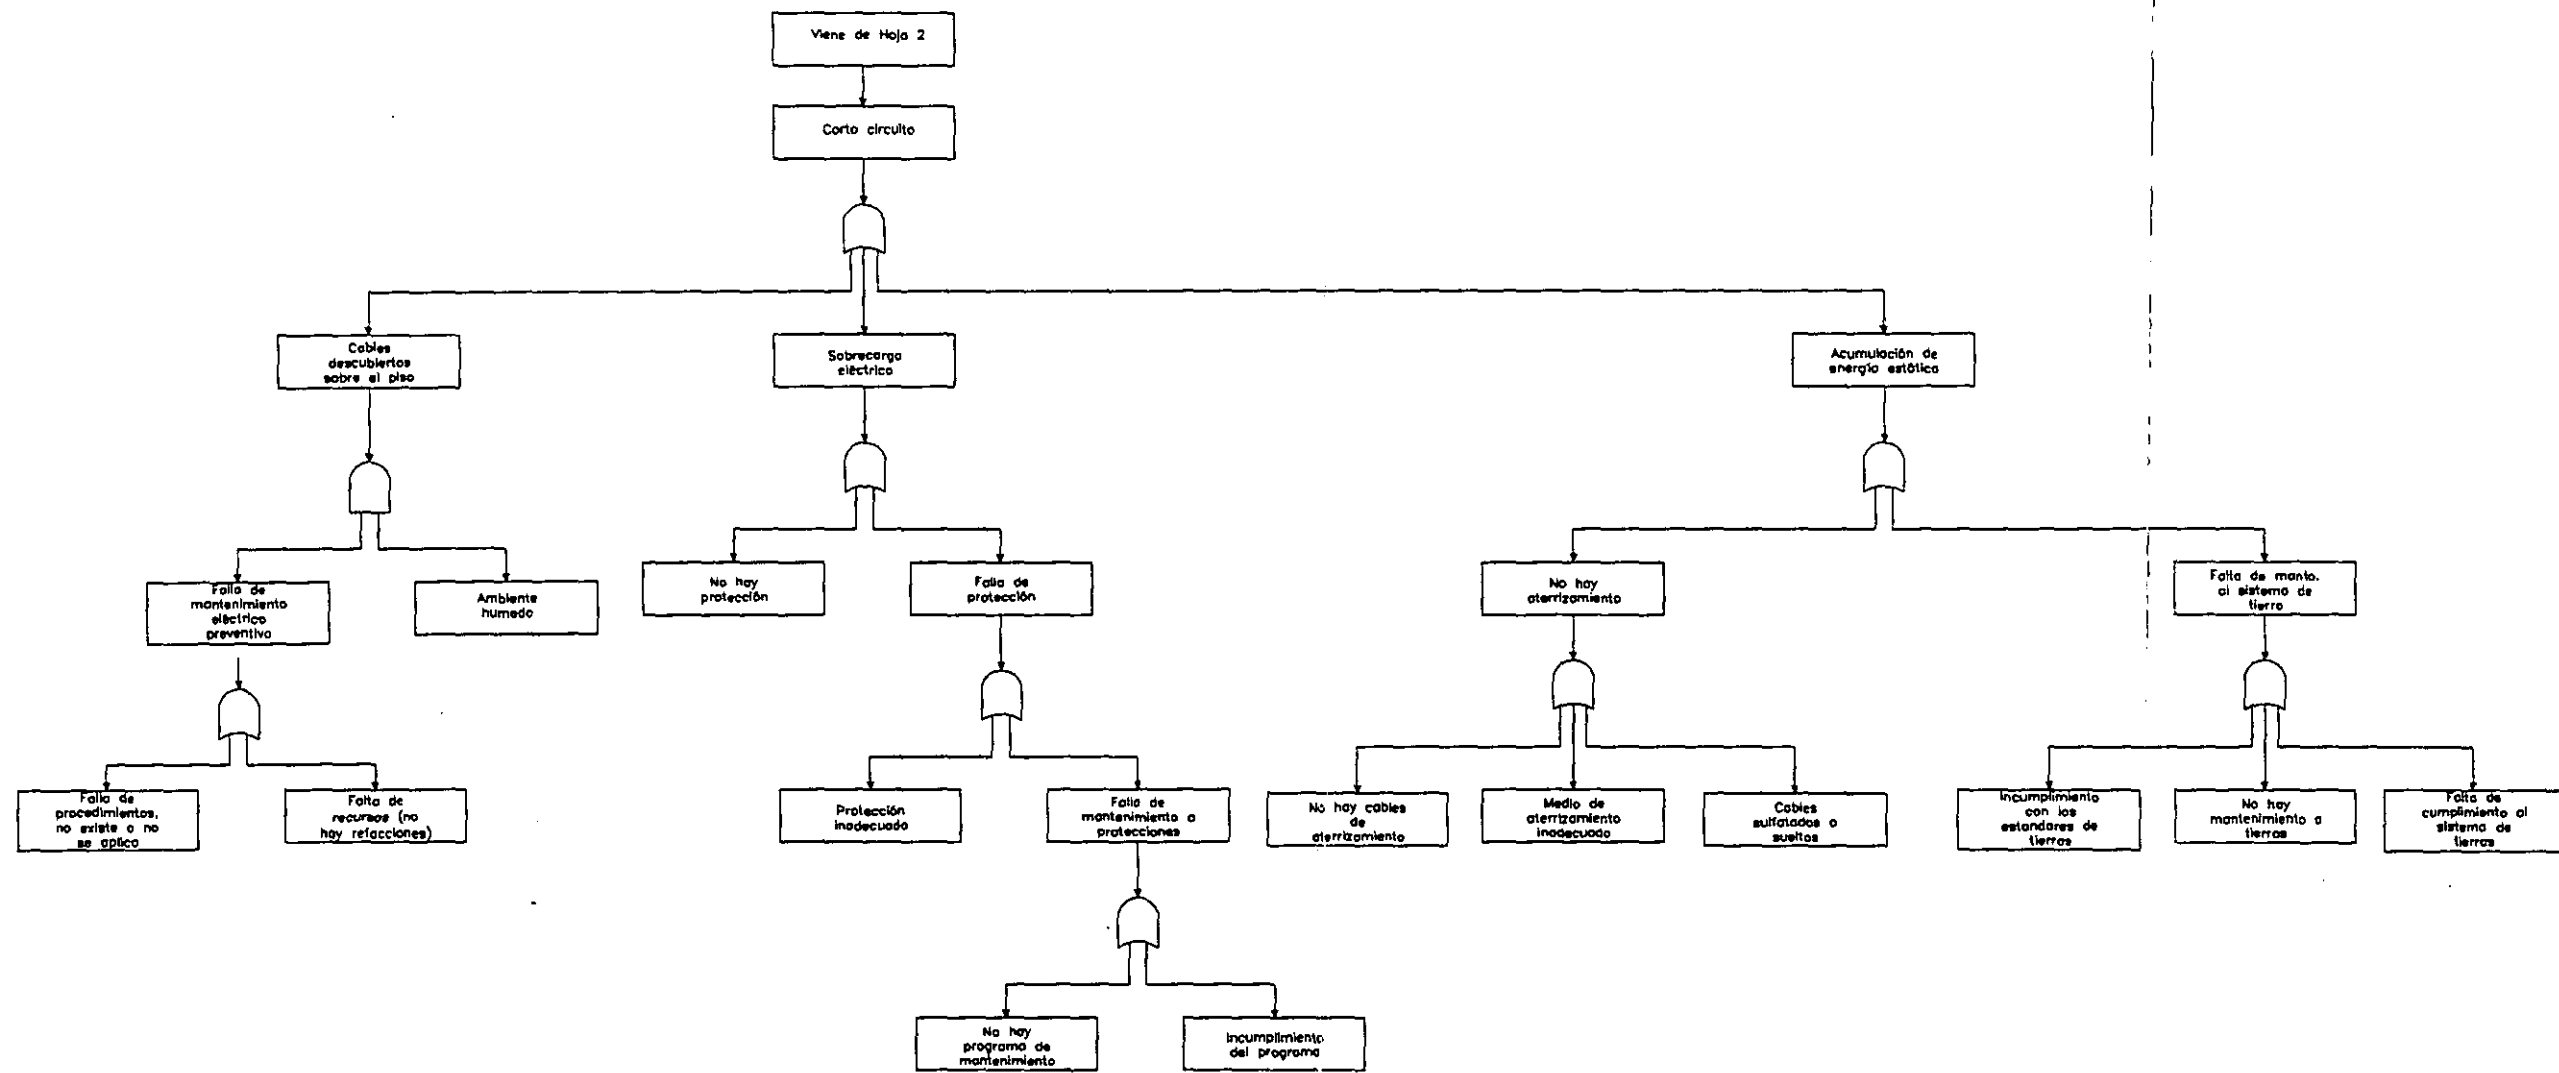 Viene de Hoja 2
Corto circuito
Cables
descubiertos
sobre el piso
Sobrecarga
eléctrica
Acumulación de
energía estática
Falla de
mantenimiento
eléctrico
preventivo
Ambiente
humedo
No hay
protección
Falla de
protección
No hay
aterrizamiento
Falta de manto.
al sistema de
tierra
Falla de
procedimientos,
no existe o no
se aplica
Falta de
recursos (no
hay refacciones)
Protección
inadecuada
Falla de
mantenimiento a
protecciones
No hay cables
de
aterrizamiento
Medio de
aterrizamiento
inadecuado
Cables
sulfatados o
sueltos
Incumplimiento
con los
estandares de
tierras
No hay
mantenimiento a
tierras
Falta de
cumplimiento al
sistema de
tierras
No hay
programa de
mantenimiento
Incumplimiento
del programa